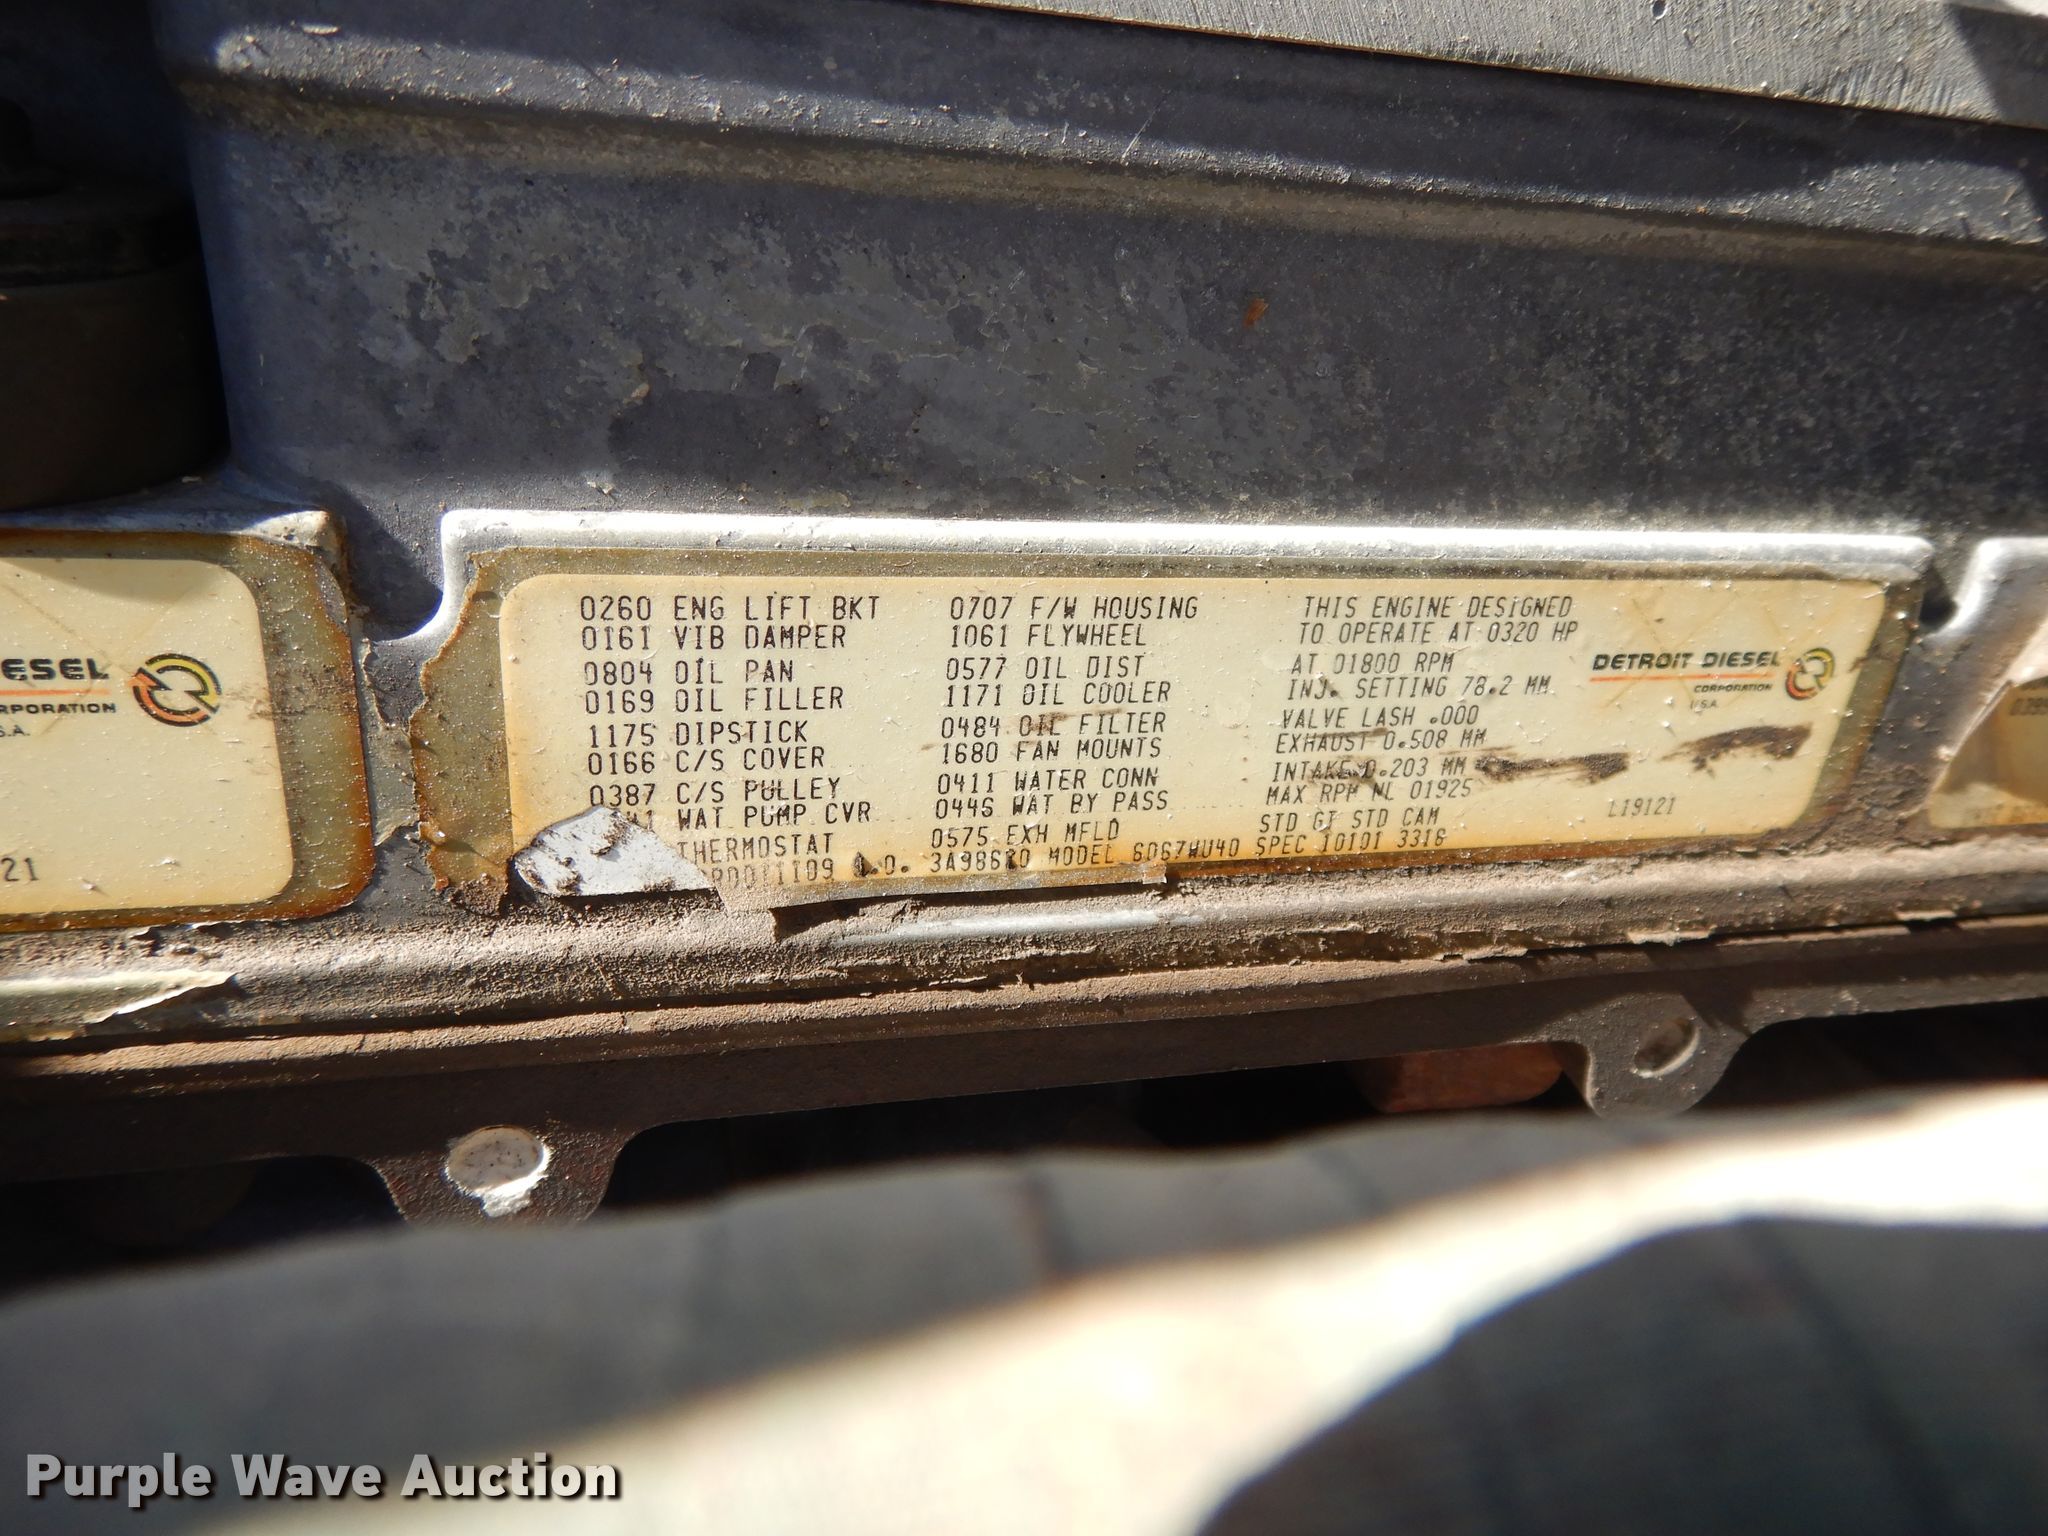 ESEL
RPORATION
S.A.
21
0260 ENG LIFT BKT
0161 VIB DAMPER
0804 OIL PAN
0169 OIL FILLER
1175 DIPSTICK
0166 C/S COVER
0387 C/S PULLEY
41 WAT PUMP CVR
THERMOSTAT
0707 F/W HOUSING
1061 FLYWHEEL
0577 OIL DIST
1171 OIL COOLER
0484 OIL FILTER
1680 FAN MOUNTS
0411 WATER CONN
0446 WAT BY PASS
0575 EXH MFLD
MODEL 6067WU40 SPEC 10101 3316
THIS ENGINE DESIGNED
TO OPERATE AT 0320 HP
AT 01800 RPM
INJ. SETTING 78.2 MM
VALVE LASH .000
EXHAUST 0.508 MM
INTAKE 0.203 MM
MAX RPM NL 01925
STD GT STD CAM
DETROIT DIESEL
CORPORATION
U.S.A.
L19121
Purple Wave Auction